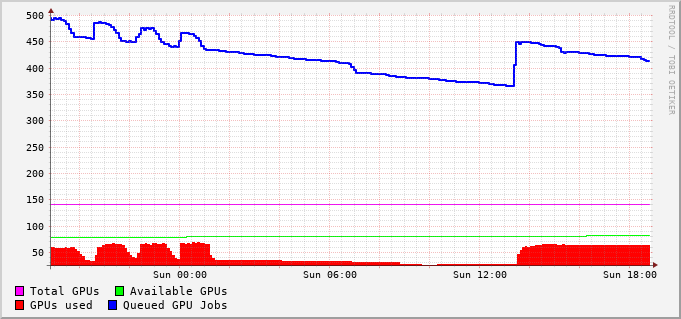 500
450
400
350
300
250
200
150
100
50
Sun 00:00 Sun 06:00 Sun 12:00 Sun 18:00
Total GPUs Available GPUs
GPUs used Queued GPU Jobs
RRDTOOL / TOBI OETIKER